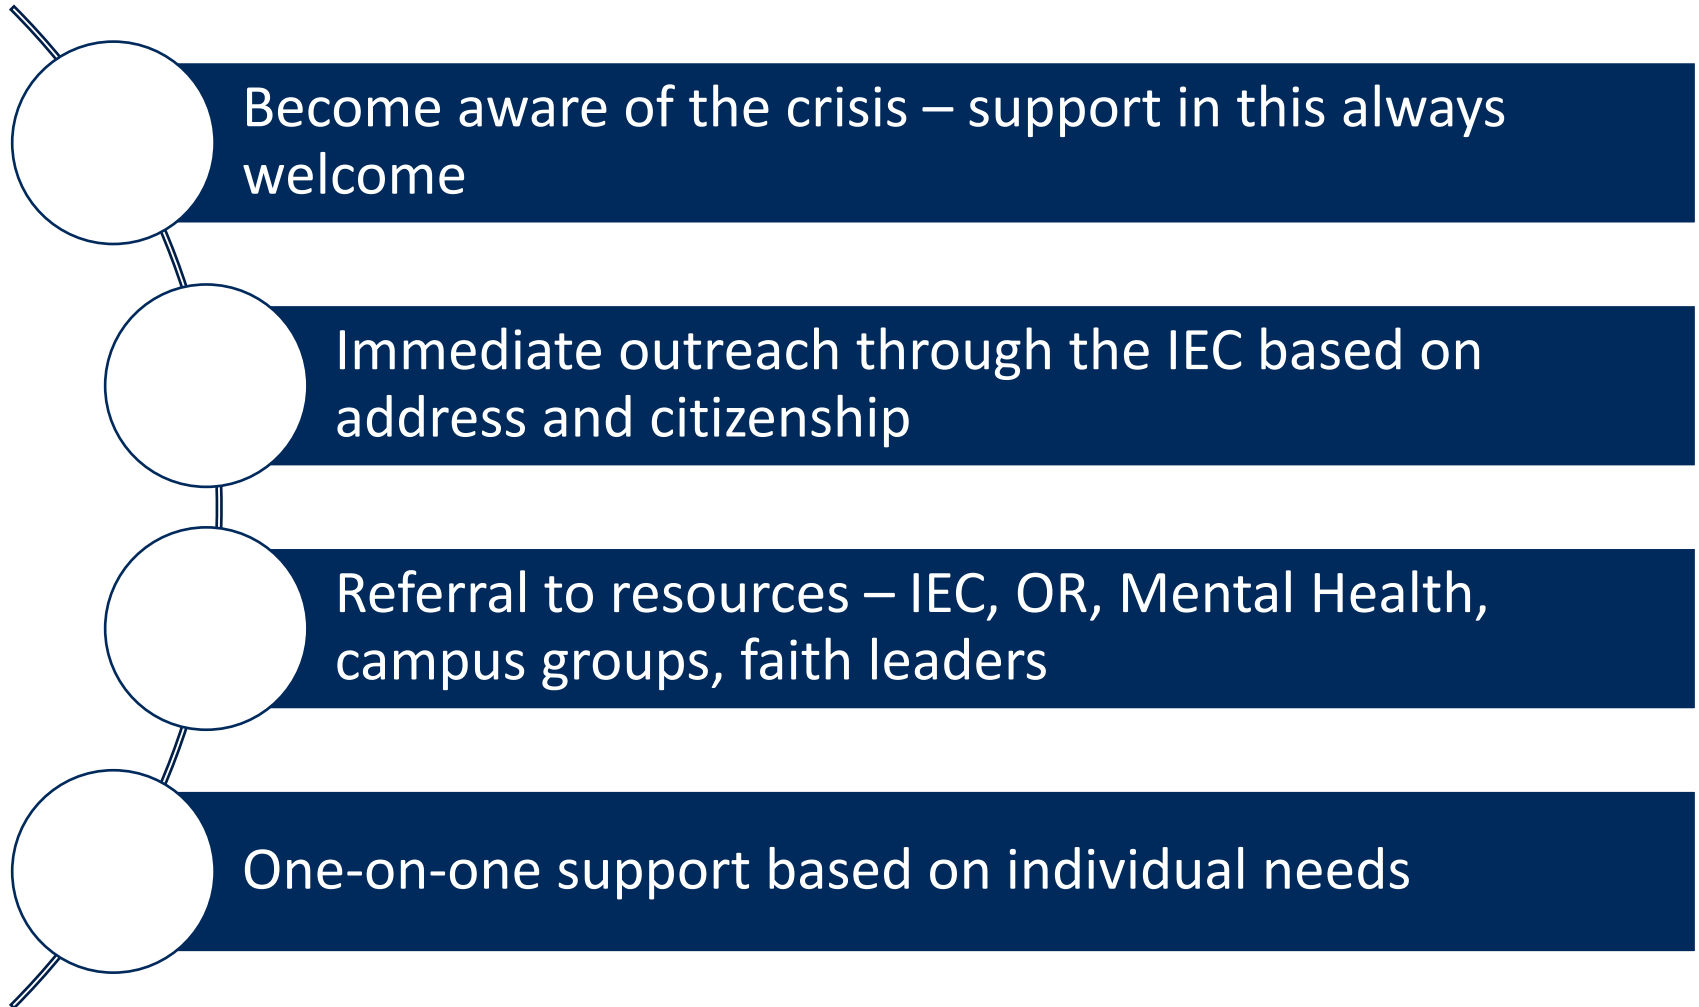 Become aware of the crisis – support in this always
welcome
Immediate outreach through the IEC based on
address and citizenship
Referral to resources – IEC, OR, Mental Health,
campus groups, faith leaders
One-on-one support based on individual needs